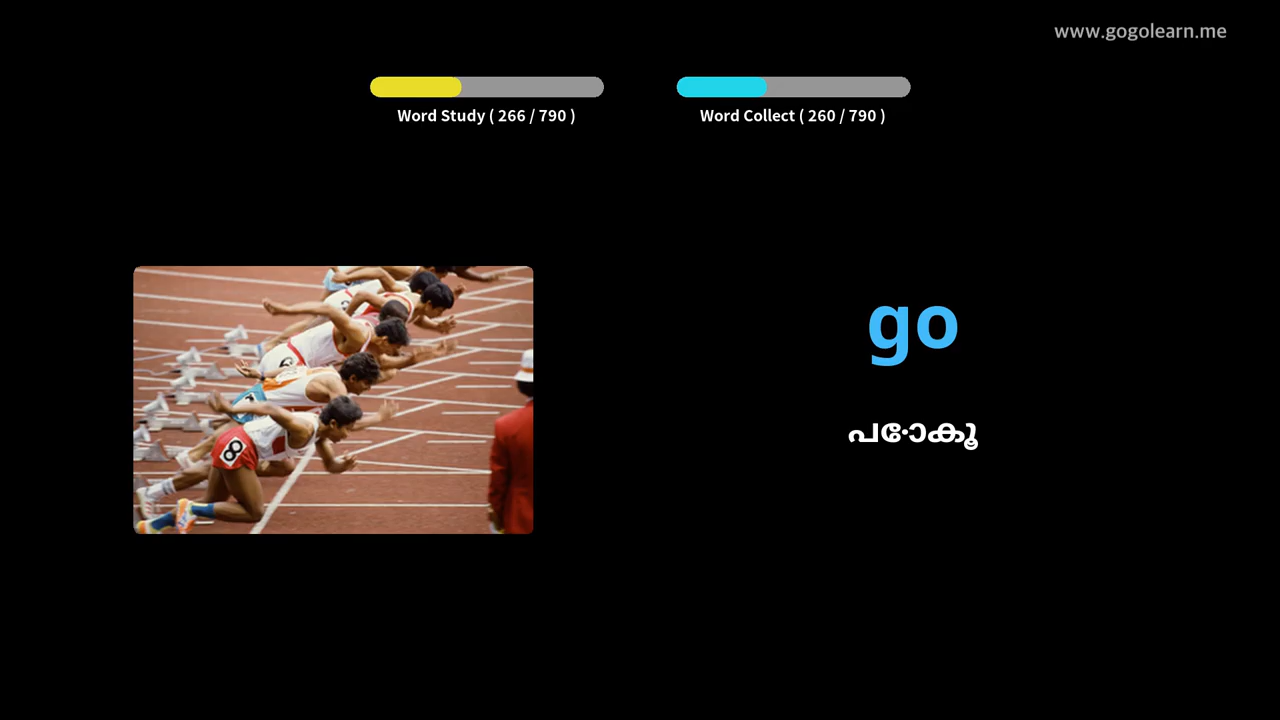 www.gogolearn.me
Word Study ( 266 / 790 )
Word Collect ( 260 / 790 )
go
പോകൂ
8